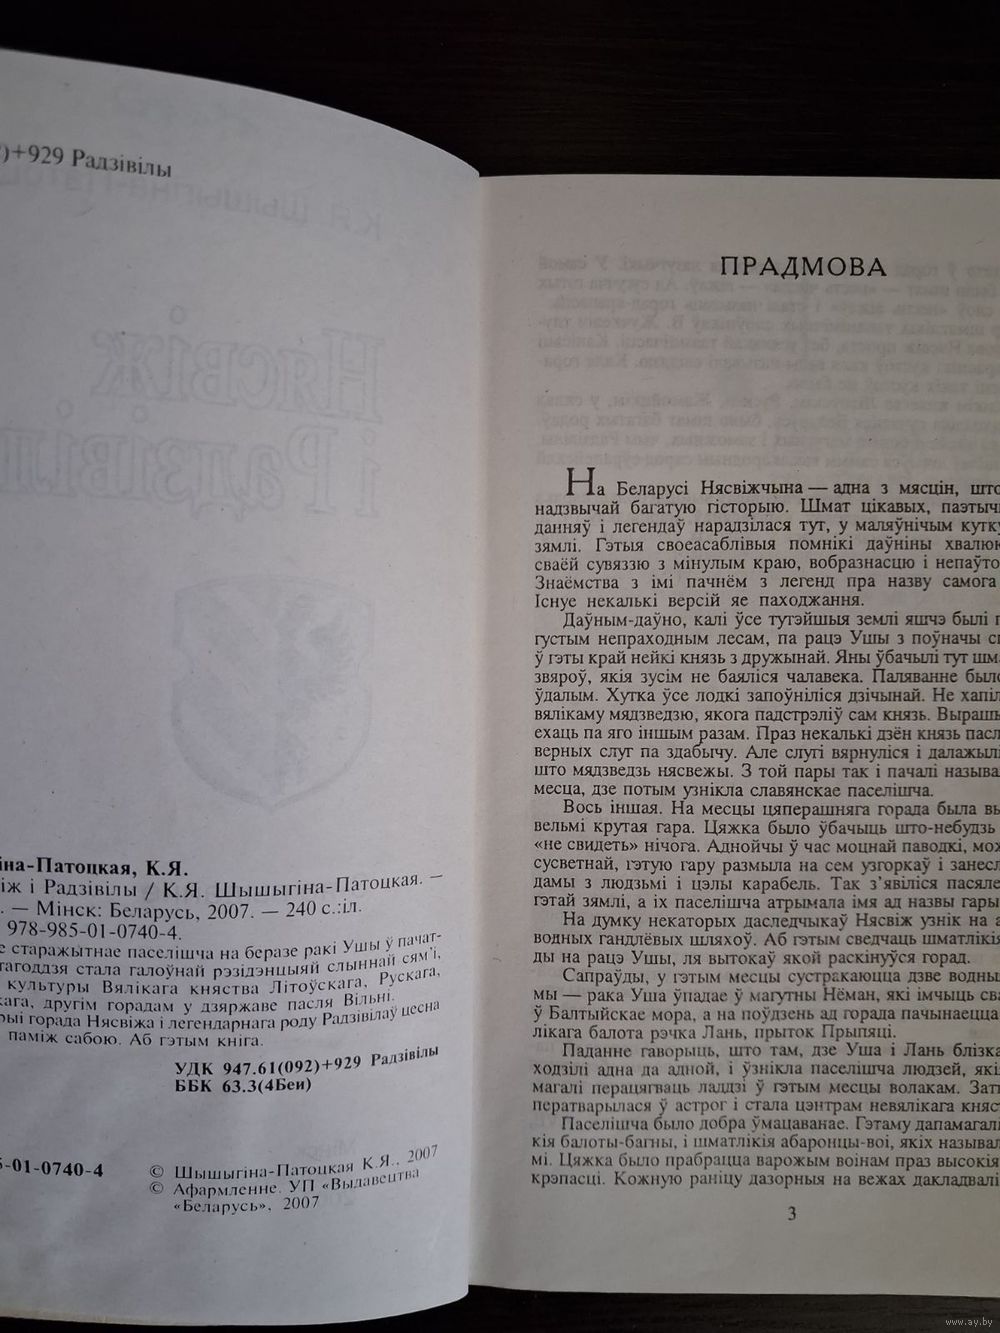 )+929 Радзівілы
іна-Патоцкая, К.Я.
іж і Радзівілы / К.Я. Шышыгіна-Патоцкая. —
. — Мінск: Беларусь, 2007. — 240 с.:іл.
978-985-01-0740-4.
е старажытнае паселішча на беразе ракі Ушы ў пачат-
тагоддзя стала галоўнай рэзідэнцыяй слыннай сям'і,
культуры Вялікага княства Літоўскага, Рускага,
кага, другім горадам у дзяржаве пасля Вільні.
рыі горада Нясвіжа і легендарнага роду Радзівілаў цесна
паміж сабою. Аб гэтым кніга.
УДК 947.61(092)+929 Радзівілы
ББК 63.3(4Беи)
5-01-0740-4
© Шышыгіна-Патоцкая К.Я., 2007
© Афармленне. УП «Выдавецтва
«Беларусь», 2007
ПРАДМОВА
На Беларусі Нясвіжчына — адна з мясцін, што
надзвычай багатую гісторыю. Шмат цікавых, паэтычн
данняў і легендаў нарадзілася тут, у маляўнічым кутку
зямлі. Гэтыя своеасаблівыя помнікі даўніны хвалюю
сваёй сувяззю з мінулым краю, вобразнасцю і непаўто
Знаёмства з імі пачнём з легенд пра назву самога
Існуе некалькі версій яе паходжання.
Даўным-даўно, калі ўсе тутэйшыя землі яшчэ былі п
густым непраходным лесам, па рацэ Ушы з поўначы сп
ў гэты край нейкі князь з дружынай. Яны ўбачылі тут шма
звяроў, якія зусім не баяліся чалавека. Паляванне было
ўдалым. Хутка ўсе лодкі запоўніліся дзічынай. Не хапіл
вялікаму мядзведзю, якога падстрэліў сам князь. Вырашы
ехаць па яго іншым разам. Праз некалькі дзён князь пасл
верных слуг па здабычу. Але слугі вярнуліся і далажылі
што мядзведзь нясвежы. З той пары так і пачалі называ
месца, дзе потым узнікла славянскае паселішча.
Вось іншая. На месцы цяперашняга горада была вы
вельмі крутая гара. Цяжка было ўбачыць што-небудзь
«не свидеть» нічога. Аднойчы ў час моцнай паводкі, мож
сусветнай, гэтую гару размыла на сем узгоркаў і занесл
дамы з людзьмі і цэлы карабель. Так з'явіліся пасяле
гэтай зямлі, а іх паселішча атрымала імя ад назвы гары
На думку некаторых даследчыкаў Нясвіж узнік на а
водных гандлёвых шляхоў. Аб гэтым сведчаць шматлікія
ды на рацэ Ушы, ля вытокаў якой раскінуўся горад.
Сапраўды, у гэтым месцы сустракаюцца дзве водныя
мы — рака Уша ўпадае ў магутны Нёман, які імчыць сва
ў Балтыйскае мора, а на поўдзень ад горада пачынаецца
лікага балота рэчка Лань, прыток Прыпяці.
Паданне гаворыць, што там, дзе Уша і Лань блізка
ходзілі адна да адной, і ўзнікла паселішча людзей, які
магалі перацягваць ладдзі ў гэтым месцы волакам. Заты
ператварылася ў астрог і стала цэнтрам невялікага княст
Паселішча было добра ўмацаванае. Гэтаму дапамагалі
кія балоты-багны, і шматлікія абаронцы-воі, якіх называл
мі. Цяжка было прабрацца варожым воінам праз высокія
крэпасці. Кожную раніцу дазорныя на вежах дакладвалі
3
www.ay.by